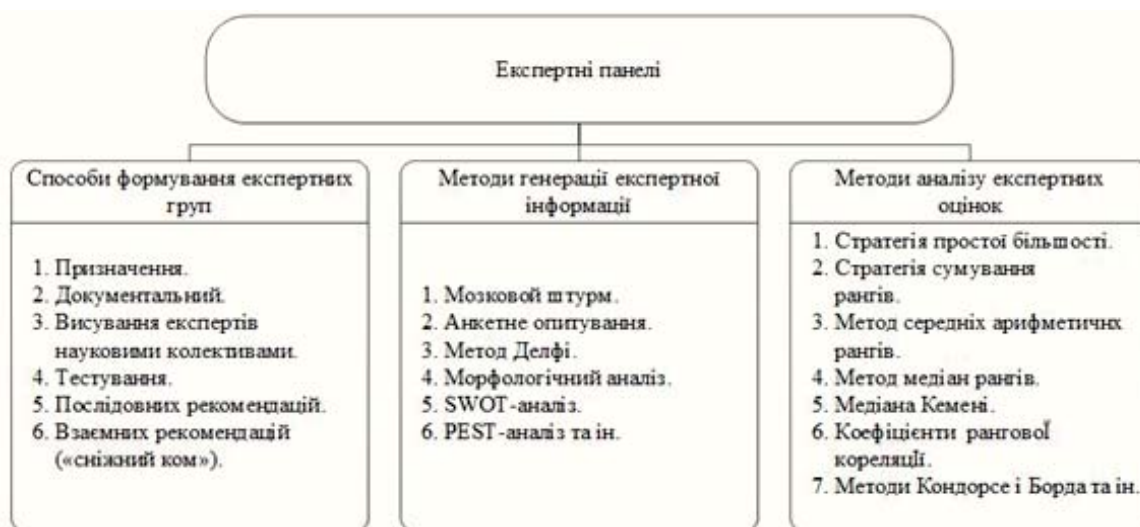 Експертні панелі
Способи формування експертних
груп
1. Призначення.
2. Документальний.
3. Висування експертів
науковими колективами.
4. Тестування.
5. Послідовних рекомендацій.
6. Взаємних рекомендацій
(«сніжний ком»).
Методи генерації експертної
інформації
1. Мозковой штурм.
2. Анкетне опитування.
3. Метод Делфі.
4. Морфологічний аналіз.
5. SWOT-аналіз.
6. PEST-аналіз та ін.
Методи аналізу експертних
оцінок
1. Стратегія простої більшості.
2. Стратегія сумування
рангів.
3. Метод середніх арифметичнх
рангів.
4. Метод медіан рангів.
5. Медіана Кемені.
6. Коефіцієнти рангової
кореляції.
7. Методи Кондорсе і Борда та ін.